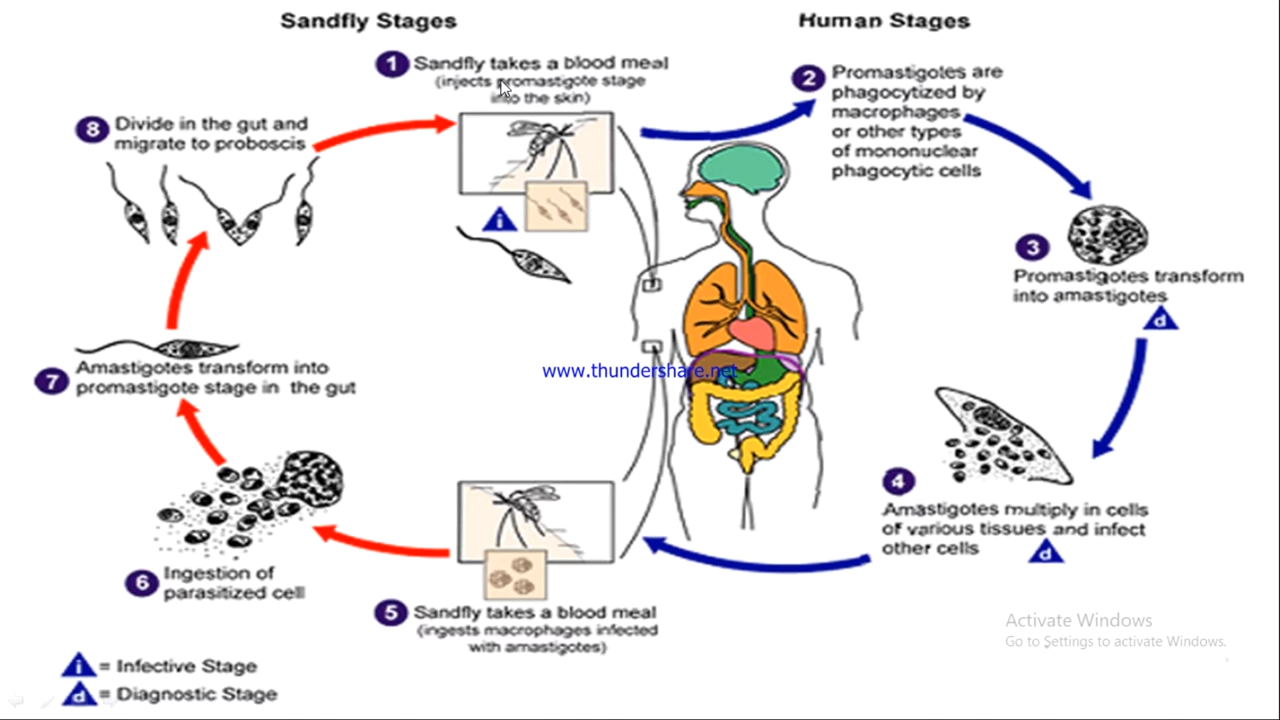 Sandfly Stages
Human Stages
1
Sandfly takes a blood meal
(injects promastigote stage
into the skin)
2
Promastigotes are
phagocytized by
macrophages
or other types
of mononuclear
phagocytic cells
8
Divide in the gut and
migrate to proboscis
i
3
Promastigotes transform
into amastigotes
d
www.thundershare.net
7
Amastigotes transform into
promastigote stage in the gut
4
Amastigotes multiply in cells
of various tissues and infect
other cells
d
6
Ingestion of
parasitized cell
5
Sandfly takes a blood meal
(ingests macrophages infected
with amastigotes)
Activate Windows
Go to Settings to activate Windows.
i = Infective Stage
d = Diagnostic Stage